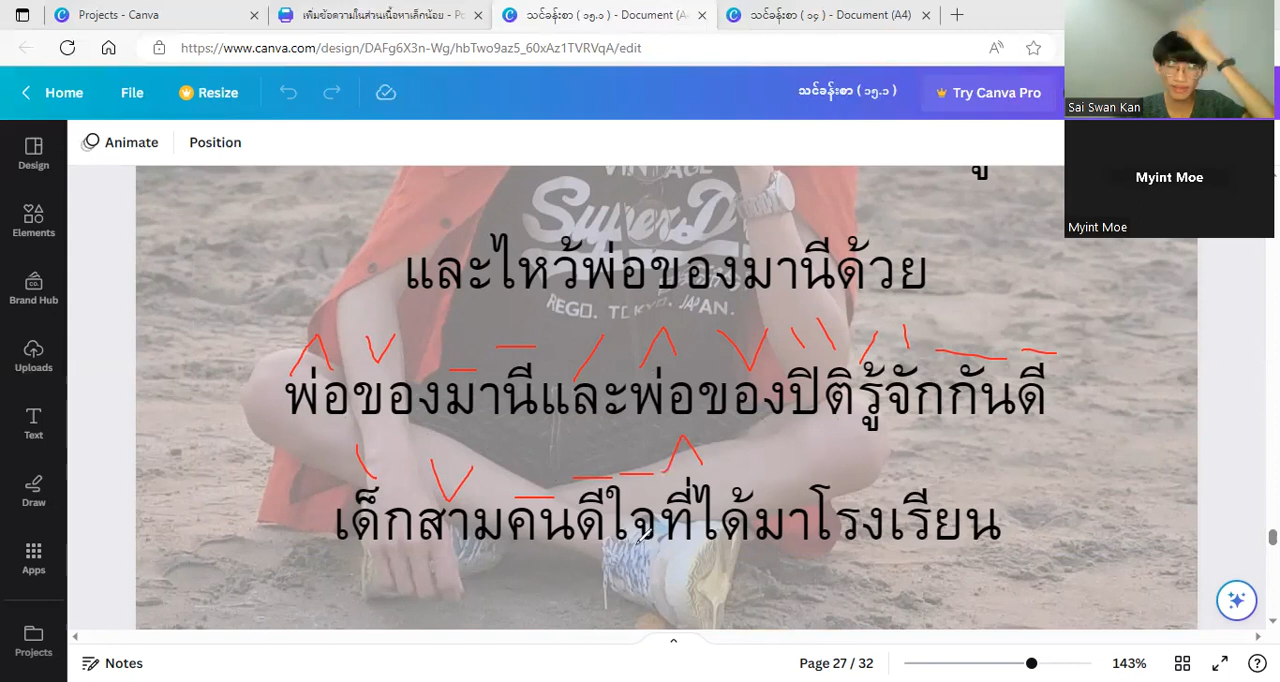 Projects - Canva
เพิ่มข้อความในส่วนเนื้อหาเล็กน้อย - Po
သင်ခန်းစာ (၁၅.၁) - Document (A4
သင်ခန်းစာ (၁၄) - Document (A4)
https://www.canva.com/design/DAFg6X3n-Wg/hbTwo9az5_60xAz1TVRVqA/edit
Home
File
Resize
သင်ခန်းစာ ( ၁၅.၁ )
Try Canva Pro
Sai Swan Kan
Myint Moe
Myint Moe
Animate
Position
Design
Elements
Brand Hub
Uploads
Text
Draw
Apps
Projects
VINTAGE
SuperD
REGO. TOKYO. JAPAN.
และไหว้พ่อของมานีด้วย
พ่อของมานีและพ่อของปิติรู้จักกันดี
เด็กสามคนดีใจที่ได้มาโรงเรียน
Notes
Page 27 / 32
143%